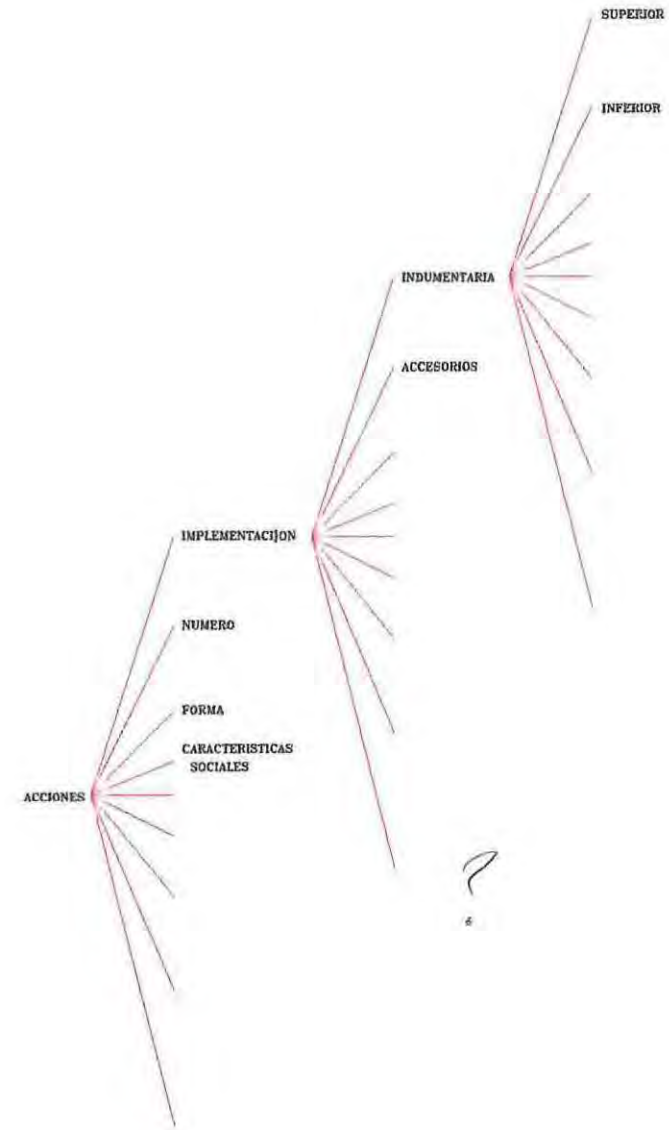 SUPERIOR
INFERIOR
INDUMENTARIA
ACCESORIOS
IMPLEMENTACIJON
NUMERO
FORMA
CARACTERISTICAS
SOCIALES
ACCIONES
?